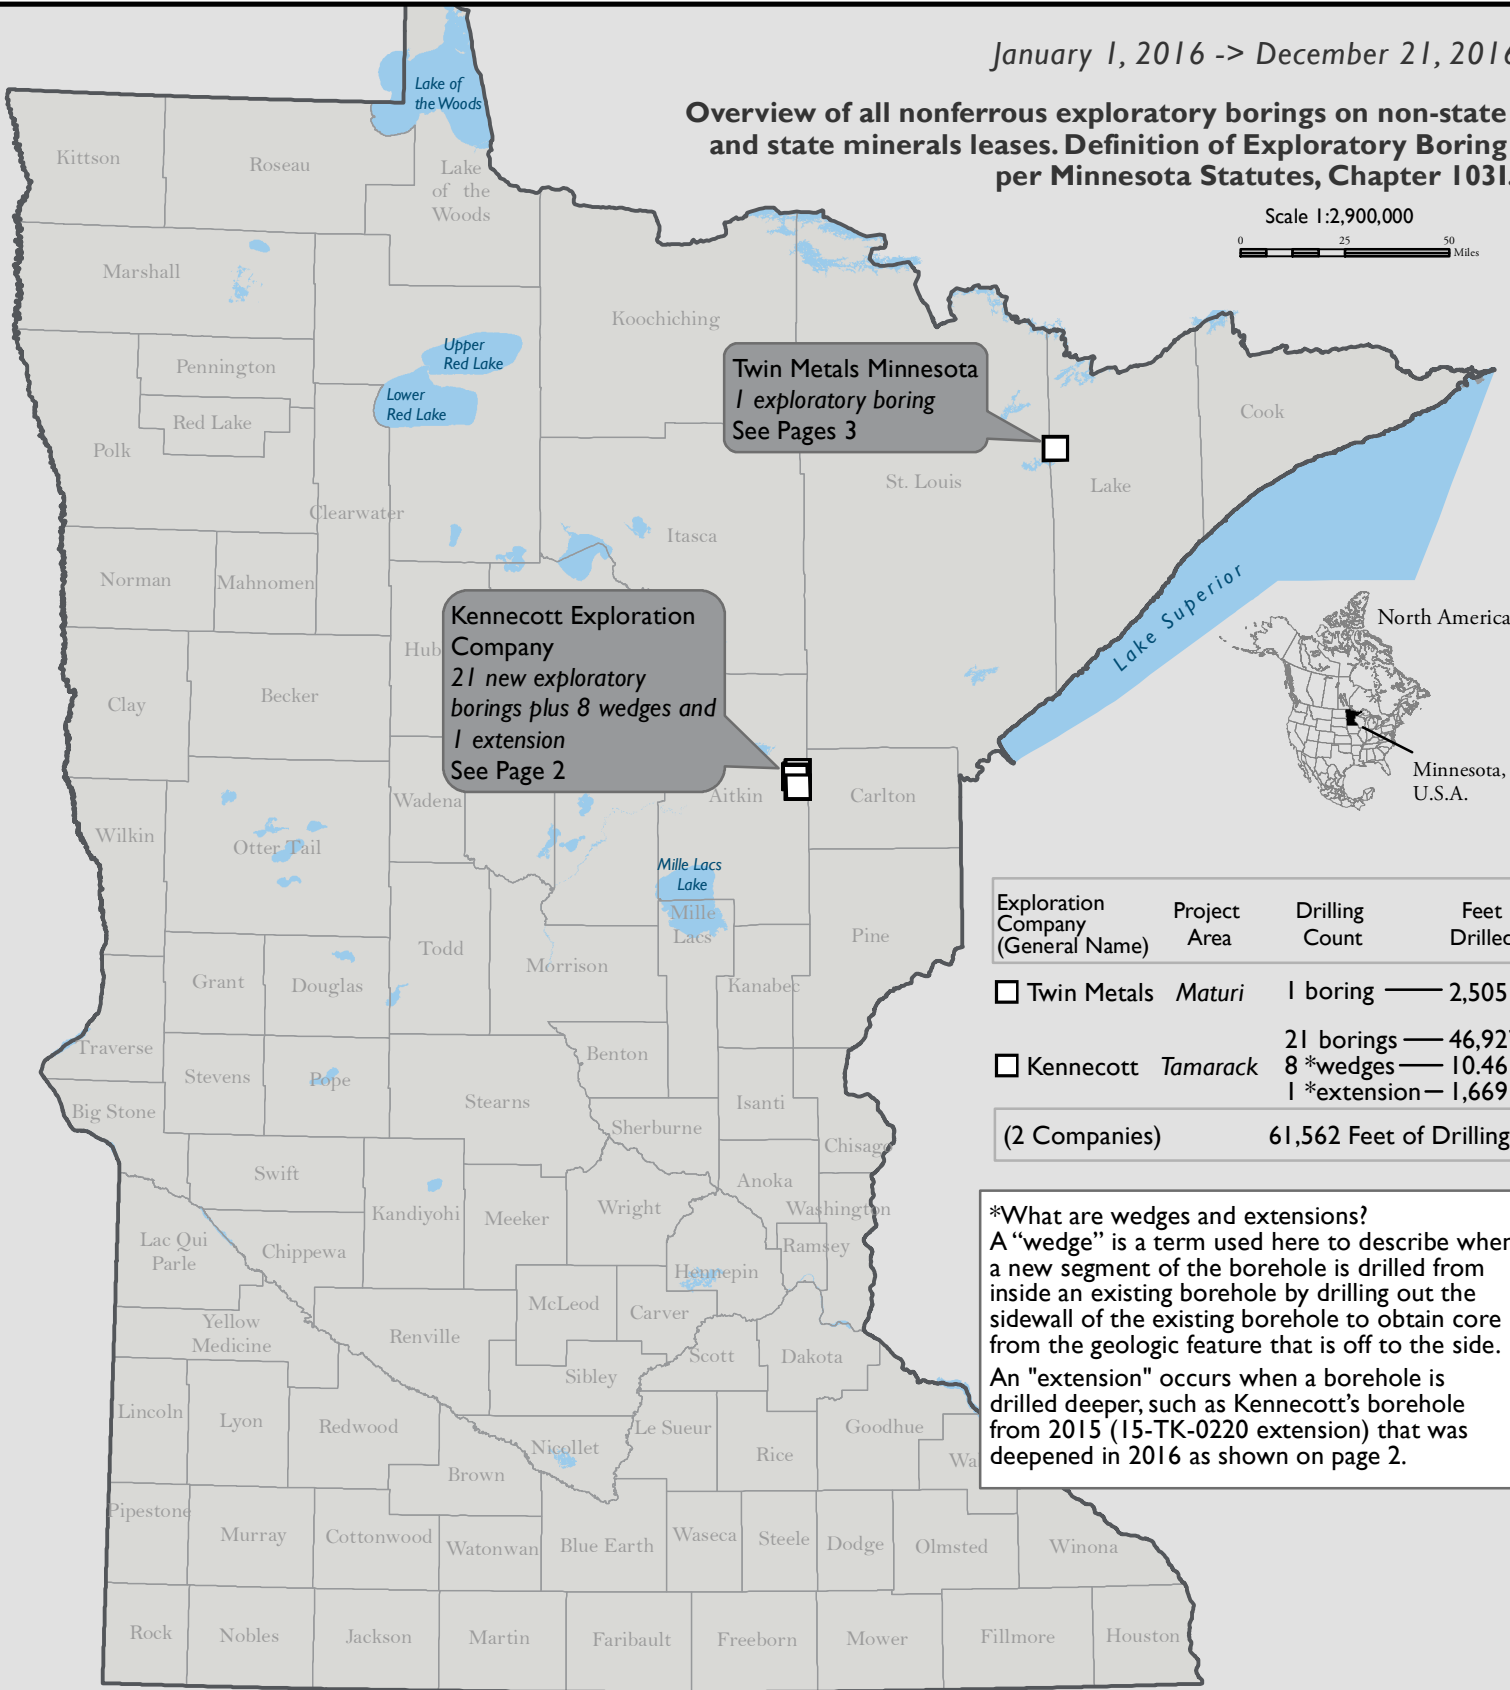 January 1, 2016 -> December 21, 2016
Overview of all nonferrous exploratory borings on non-state
and state minerals leases. Definition of Exploratory Boring
per Minnesota Statutes, Chapter 103I.
Scale 1:2,900,000
0 25 50
Miles
Lake of
the Woods
Kittson
Roseau
Lake
of the
Woods
Marshall
Koochiching
Upper
Red Lake
Pennington
Lower
Red Lake
Red Lake
Polk
Twin Metals Minnesota
1 exploratory boring
See Pages 3
Cook
St. Louis
Lake
Clearwater
Itasca
Norman
Mahnomen
Lake Superior
Kennecott Exploration
Company
21 new exploratory
borings plus 8 wedges and
1 extension
See Page 2
Hub
North America
Clay
Becker
Minnesota,
U.S.A.
Wadena
Aitkin
Carlton
Wilkin
Otter Tail
Mille Lacs
Lake
Mille
Lacs
Pine
Todd
Morrison
Grant
Douglas
Kanabec
Exploration
Company
(General Name)
Project
Area
Drilling
Count
Feet
Twin Metals Maturi 1 boring 2,505
21 borings
Kennecott Tamarack 8 *wedges 10.46
1 *extension 1,669
(2 Companies) 61,562 Feet of Drilling
Traverse
Benton
Stevens
Pope
Stearns
Isanti
Big Stone
Sherburne
Chisago
Swift
Anoka
Kandiyohi
Meeker
Wright
Washington
Lac Qui
Parle
Chippewa
Ramsey
Hennepin
McLeod
Carver
Yellow
Medicine
Renville
Scott
Dakota
Sibley
*What are wedges and extensions?
A “wedge” is a term used here to describe when
a new segment of the borehole is drilled from
inside an existing borehole by drilling out the
sidewall of the existing borehole to obtain core
from the geologic feature that is off to the side.
An "extension" occurs when a borehole is
drilled deeper, such as Kennecott’s borehole
from 2015 (15-TK-0220 extension) that was
deepened in 2016 as shown on page 2.
Lincoln
Lyon
Redwood
Le Sueur
Goodhue
Nicollet
Rice
Wa
Brown
Pipestone
Murray
Cottonwood
Watonwan
Blue Earth
Waseca
Steele
Dodge
Olmsted
Winona
Rock
Nobles
Jackson
Martin
Faribault
Freeborn
Mower
Fillmore
Houston